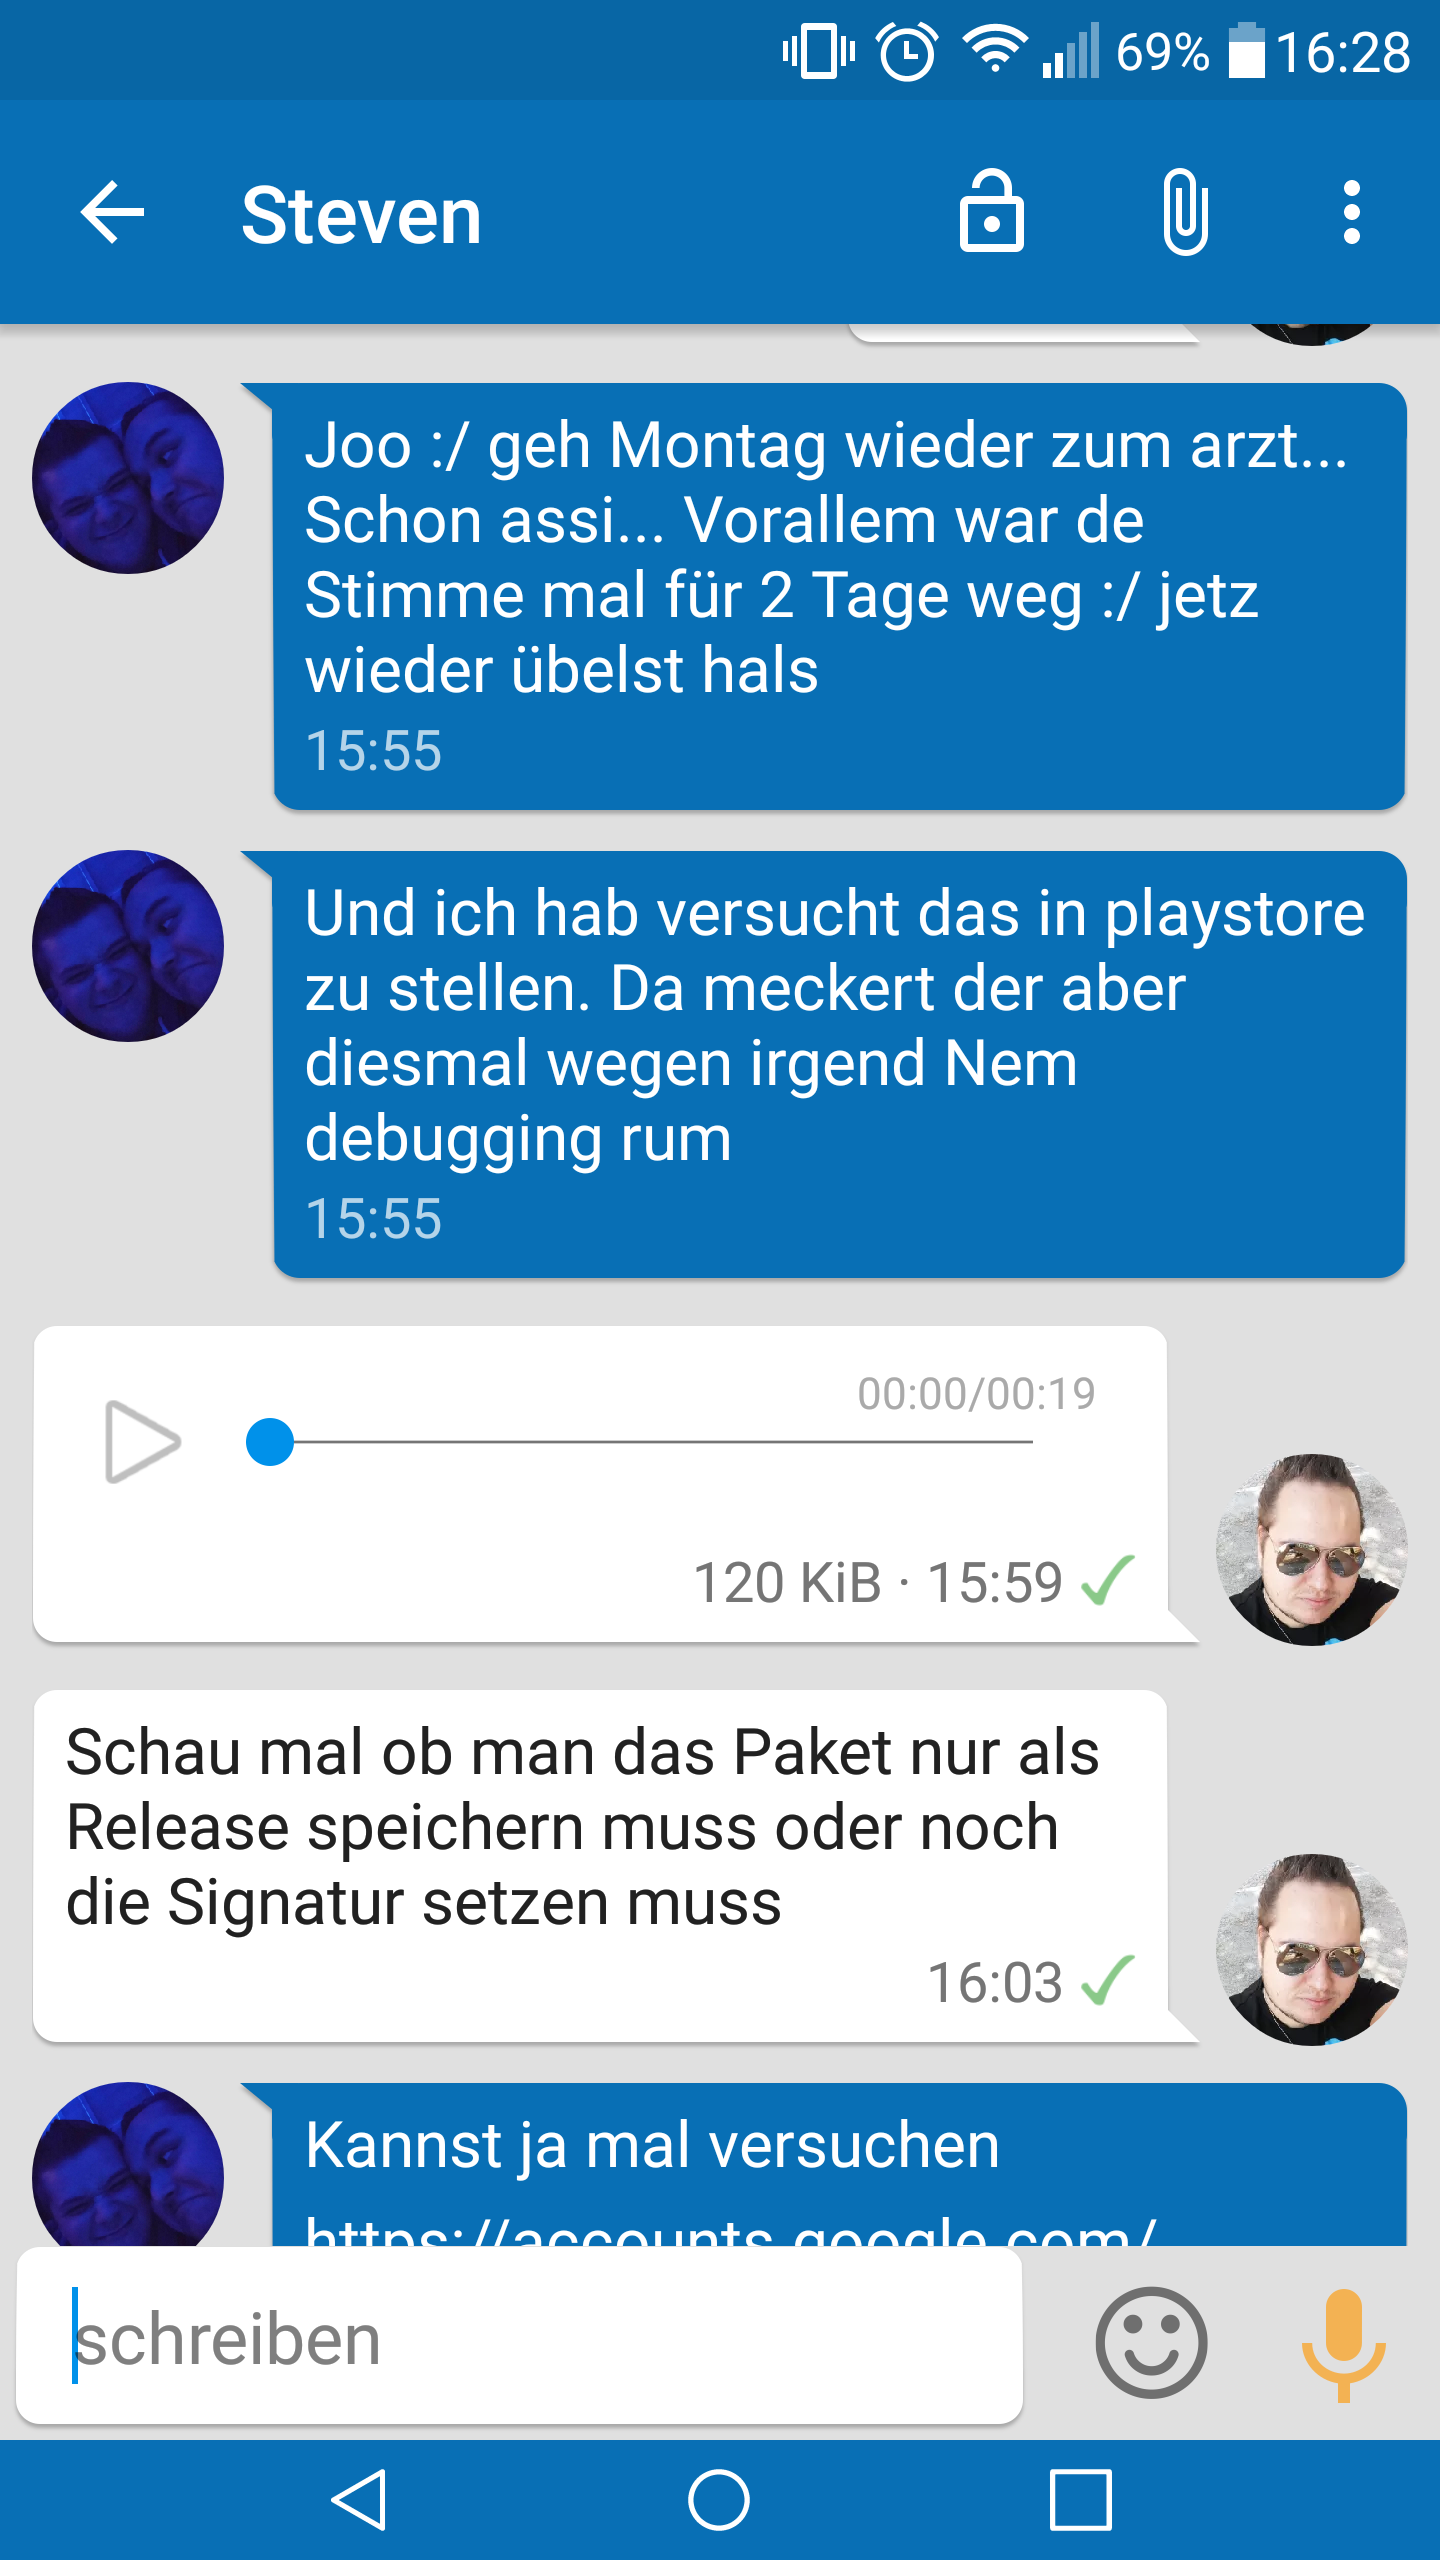 69% 16:28
Steven
Joo :/ geh Montag wieder zum arzt...
Schon assi... Vorallem war de
Stimme mal für 2 Tage weg :/ jetz
wieder übelst hals
15:55
Und ich hab versucht das in playstore
zu stellen. Da meckert der aber
diesmal wegen irgend Nem
debugging rum
15:55
00:00/00:19
120 KiB · 15:59
Schau mal ob man das Paket nur als
Release speichern muss oder noch
die Signatur setzen muss
16:03
Kannst ja mal versuchen
https://accounts.google.com/
schreiben